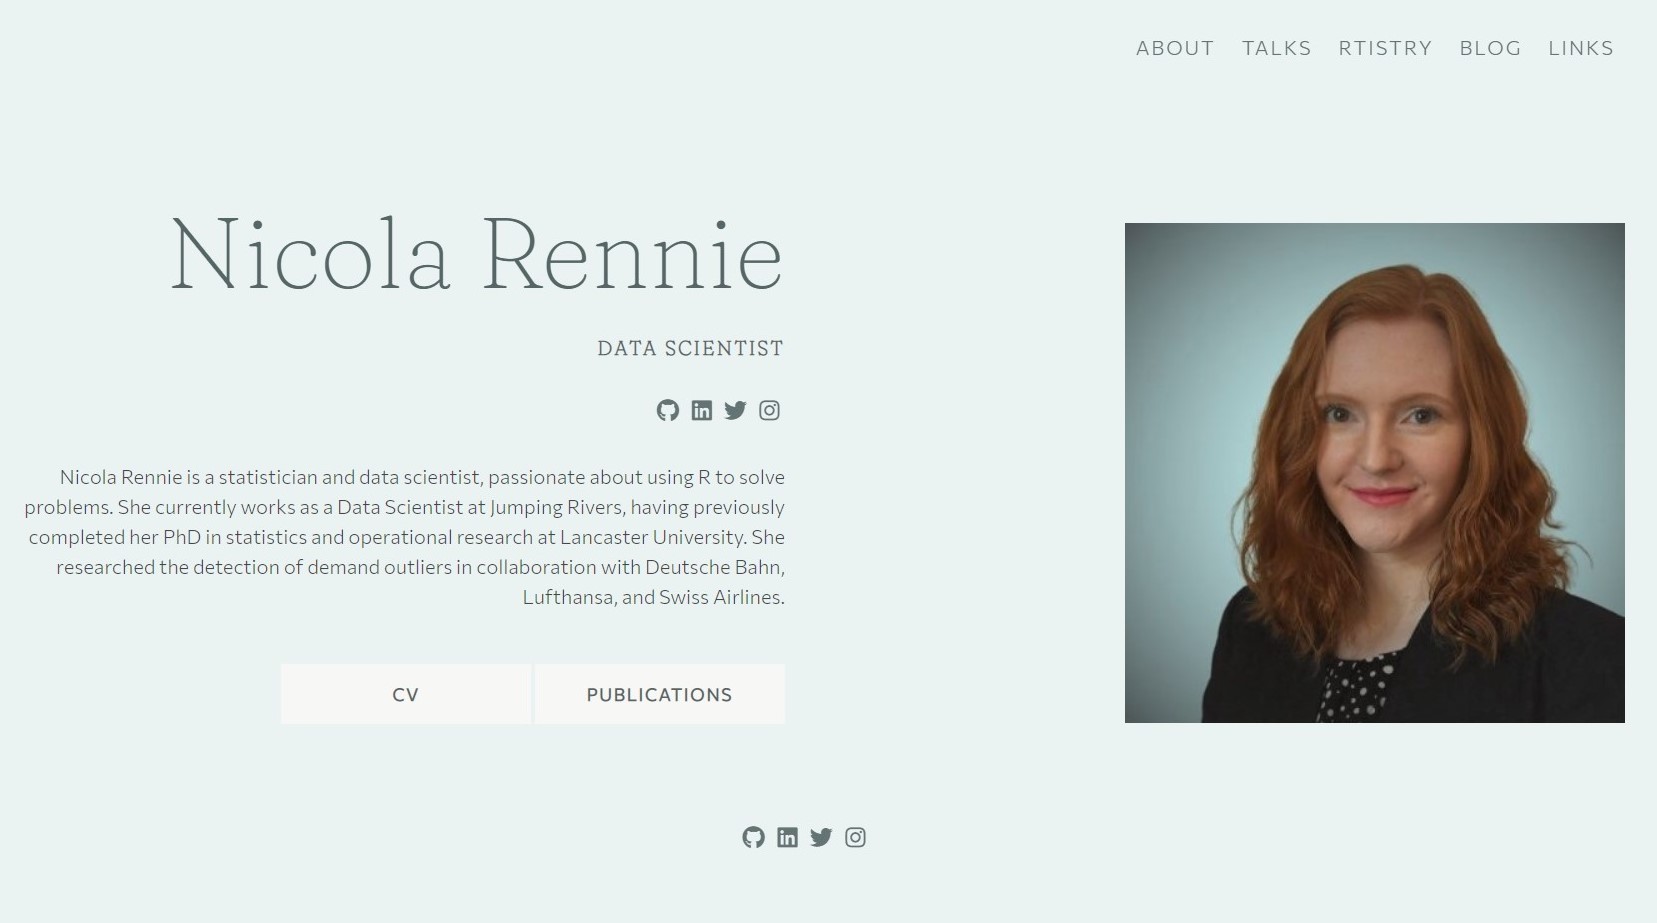 ABOUT TALKS RTISTRY BLOG LINKS
Nicola Rennie
DATA SCIENTIST
Nicola Rennie is a statistician and data scientist, passionate about using R to solve
problems. She currently works as a Data Scientist at Jumping Rivers, having previously
completed her PhD in statistics and operational research at Lancaster University. She
researched the detection of demand outliers in collaboration with Deutsche Bahn,
Lufthansa, and Swiss Airlines.
CV PUBLICATIONS